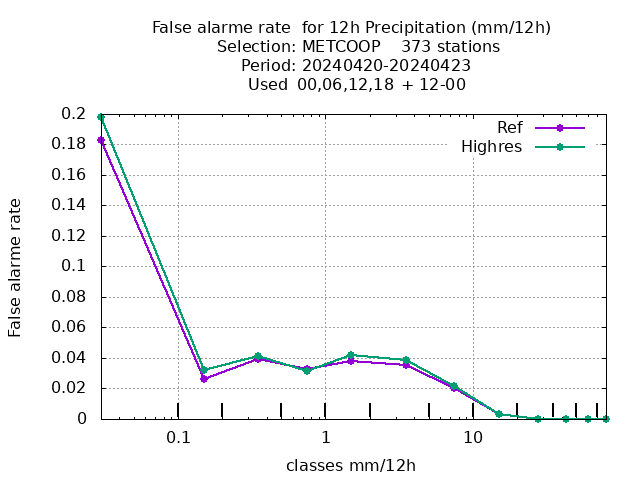 False alarme rate  for 12h Precipitation (mm/12h)
Selection: METCOOP    373 stations
Period: 20240420-20240423
Used  00,06,12,18 + 12-00
Ref
Highres
0.2
0.18
0.16
0.14
0.12
0.1
0.08
0.06
0.04
0.02
0
False alarme rate
0.1 1 10
classes mm/12h